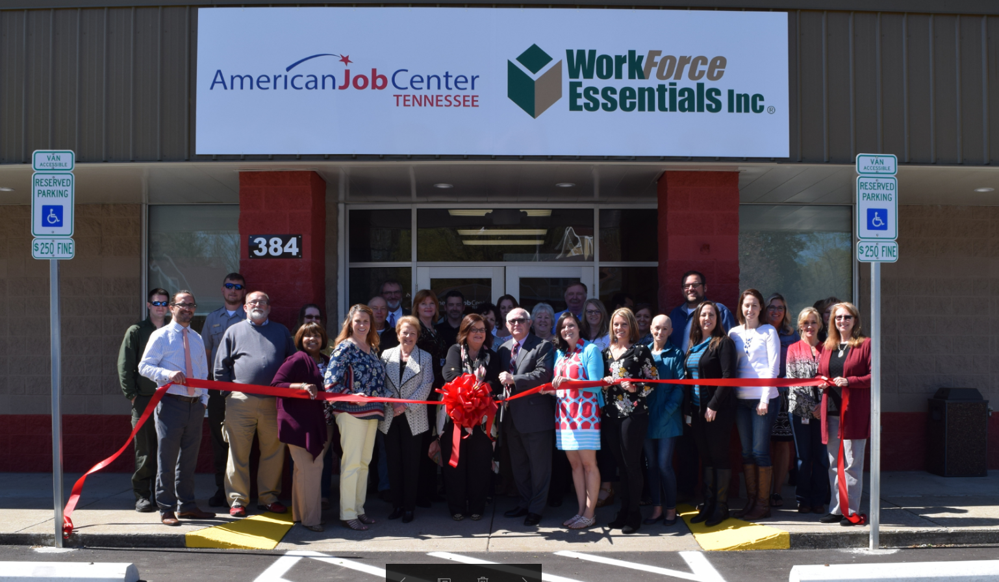 AmericanJobCenter
TENNESSEE
WorkForce
Essentials Inc®
VAN
ACCESSIBLE
RESERVED
PARKING
$250 FINE
384
VAN
ACCESSIBLE
RESERVED
PARKING
$250 FINE